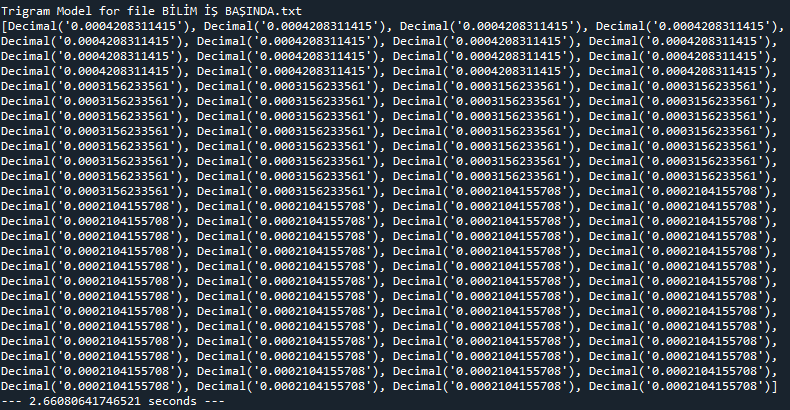 Trigram Model for file BİLİM İŞ BAŞINDA.txt
[Decimal('0.0004208311415'), Decimal('0.0004208311415'), Decimal('0.0004208311415'), Decimal('0.0004208311415'),
Decimal('0.0004208311415'), Decimal('0.0004208311415'), Decimal('0.0004208311415'), Decimal('0.0004208311415'),
Decimal('0.0004208311415'), Decimal('0.0004208311415'), Decimal('0.0004208311415'), Decimal('0.0004208311415'),
Decimal('0.0004208311415'), Decimal('0.0004208311415'), Decimal('0.0004208311415'), Decimal('0.0004208311415'),
Decimal('0.0003156233561'), Decimal('0.0003156233561'), Decimal('0.0003156233561'), Decimal('0.0003156233561'),
Decimal('0.0003156233561'), Decimal('0.0003156233561'), Decimal('0.0003156233561'), Decimal('0.0003156233561'),
Decimal('0.0003156233561'), Decimal('0.0003156233561'), Decimal('0.0003156233561'), Decimal('0.0003156233561'),
Decimal('0.0003156233561'), Decimal('0.0003156233561'), Decimal('0.0003156233561'), Decimal('0.0003156233561'),
Decimal('0.0003156233561'), Decimal('0.0003156233561'), Decimal('0.0003156233561'), Decimal('0.0003156233561'),
Decimal('0.0003156233561'), Decimal('0.0003156233561'), Decimal('0.0003156233561'), Decimal('0.0003156233561'),
Decimal('0.0003156233561'), Decimal('0.0003156233561'), Decimal('0.0003156233561'), Decimal('0.0003156233561'),
Decimal('0.0003156233561'), Decimal('0.0003156233561'), Decimal('0.0003156233561'), Decimal('0.0003156233561'),
Decimal('0.0002104155708'), Decimal('0.0002104155708'), Decimal('0.0002104155708'), Decimal('0.0002104155708'),
Decimal('0.0002104155708'), Decimal('0.0002104155708'), Decimal('0.0002104155708'), Decimal('0.0002104155708'),
Decimal('0.0002104155708'), Decimal('0.0002104155708'), Decimal('0.0002104155708'), Decimal('0.0002104155708'),
Decimal('0.0002104155708'), Decimal('0.0002104155708'), Decimal('0.0002104155708'), Decimal('0.0002104155708'),
Decimal('0.0002104155708'), Decimal('0.0002104155708'), Decimal('0.0002104155708'), Decimal('0.0002104155708'),
Decimal('0.0002104155708'), Decimal('0.0002104155708'), Decimal('0.0002104155708'), Decimal('0.0002104155708'),
Decimal('0.0002104155708'), Decimal('0.0002104155708'), Decimal('0.0002104155708'), Decimal('0.0002104155708'),
Decimal('0.0002104155708'), Decimal('0.0002104155708'), Decimal('0.0002104155708'), Decimal('0.0002104155708'),
Decimal('0.0002104155708'), Decimal('0.0002104155708'), Decimal('0.0002104155708'), Decimal('0.0002104155708'),
Decimal('0.0002104155708'), Decimal('0.0002104155708'), Decimal('0.0002104155708'), Decimal('0.0002104155708'),
Decimal('0.0002104155708'), Decimal('0.0002104155708'), Decimal('0.0002104155708'), Decimal('0.0002104155708'),
Decimal('0.0002104155708'), Decimal('0.0002104155708'), Decimal('0.0002104155708'), Decimal('0.0002104155708'),
Decimal('0.0002104155708'), Decimal('0.0002104155708'), Decimal('0.0002104155708'), Decimal('0.0002104155708')]
--- 2.66080641746521 seconds ---